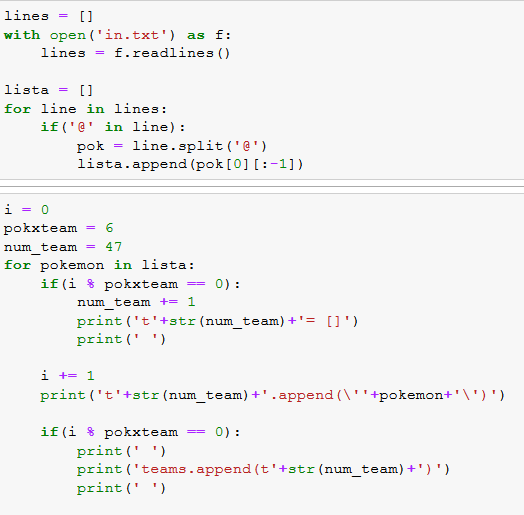 lines = []
with open('in.txt') as f:
    lines = f.readlines()

lista = []
for line in lines:
    if('@' in line):
        pok = line.split('@')
        lista.append(pok[0][:-1])

i = 0
pokxteam = 6
num_team = 47
for pokemon in lista:
    if(i % pokxteam == 0):
        num_team += 1
        print('t'+str(num_team)+'= []')
        print(' ')

    i += 1
    print('t'+str(num_team)+'.append(\''+pokemon+'\')')

    if(i % pokxteam == 0):
        print(' ')
        print('teams.append(t'+str(num_team)+')')
        print(' ')